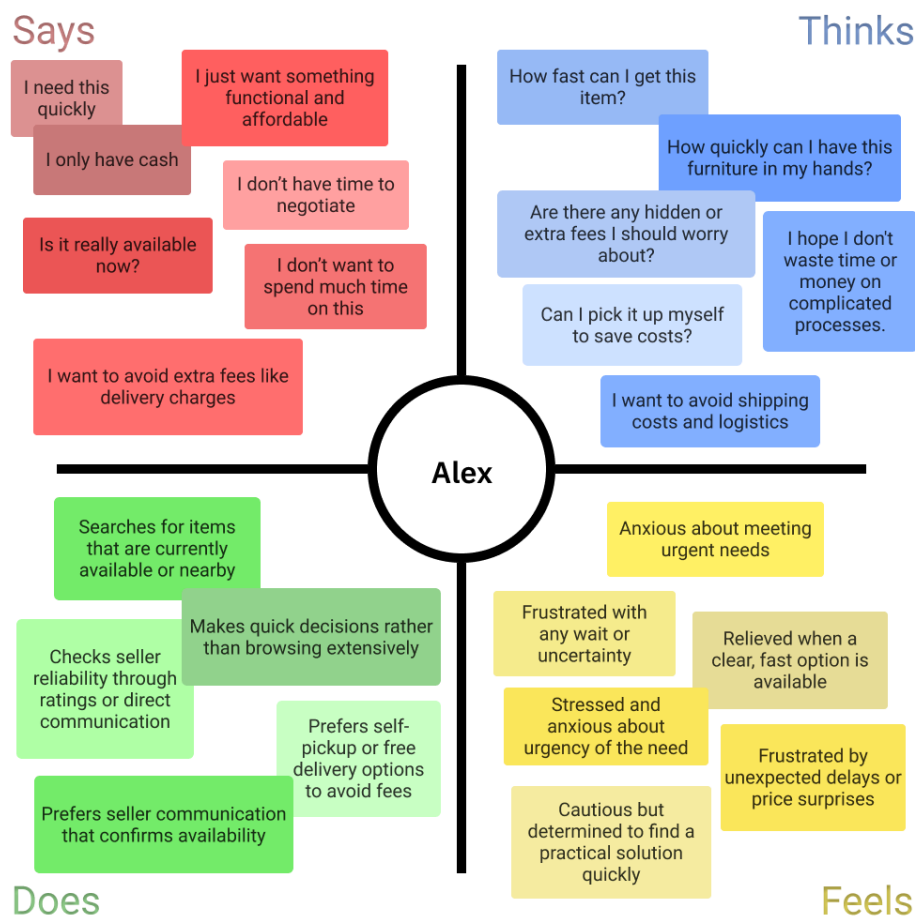 Says
I need this
quickly
I just want something
functional and
affordable
I only have cash
I don’t have time to
negotiate
Is it really available
now?
I don’t want to
spend much time
on this
I want to avoid extra fees like
delivery charges
Thinks
How fast can I get this
item?
How quickly can I have this
furniture in my hands?
Are there any hidden or
extra fees I should worry
about?
I hope I don't
waste time or
money on
complicated
processes.
Can I pick it up myself
to save costs?
I want to avoid shipping
costs and logistics
Alex
Searches for items
that are currently
available or nearby
Makes quick decisions rather
than browsing extensively
Checks seller
reliability through
ratings or direct
communication
Prefers self-
pickup or free
delivery options
to avoid fees
Prefers seller communication
that confirms availability
Does
Anxious about meeting
urgent needs
Frustrated with
any wait or
uncertainty
Relieved when a
clear, fast option is
available
Stressed and
anxious about
urgency of the need
Frustrated by
unexpected delays or
price surprises
Cautious but
determined to find a
practical solution
quickly
Feels